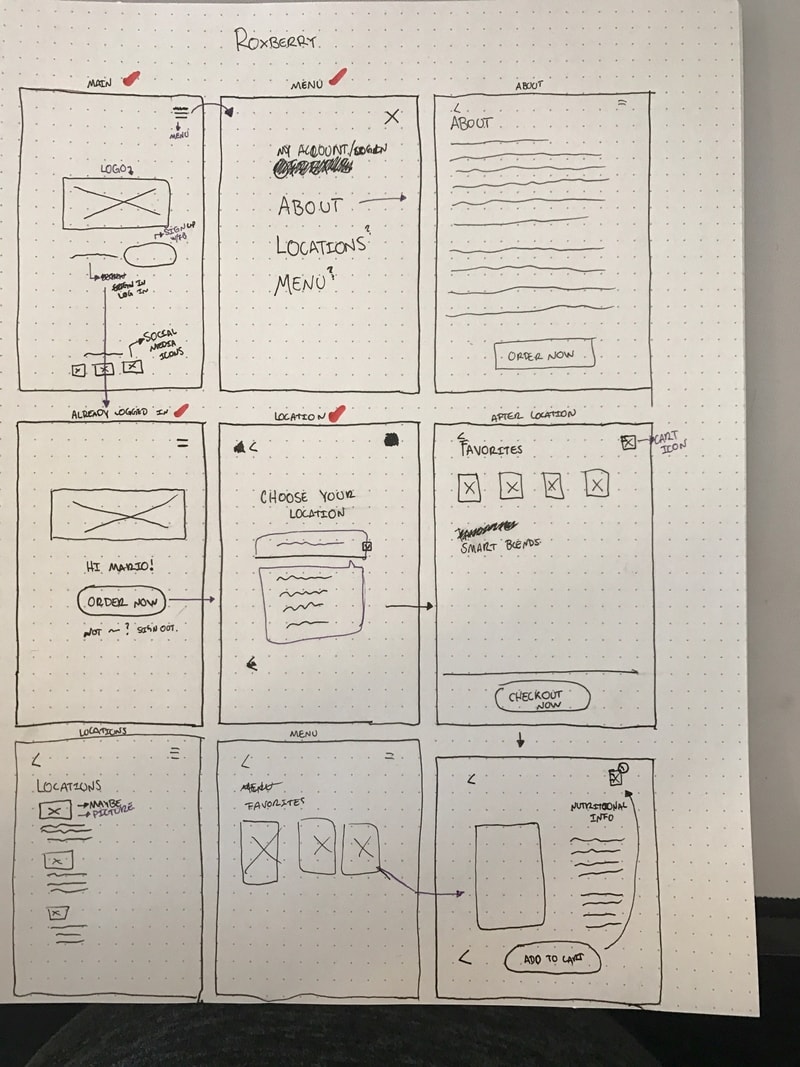 ROXBERRY
MAIN
MENU
LOGO?
SIGN UP
W/FB
SIGN IN
LOG IN
SOCIAL
MEDIA
ICONS
MENU
MY ACCOUNT/LOGIN
ABOUT
LOCATIONS?
MENU?
ABOUT
ABOUT
ORDER NOW
ALREADY LOGGED IN
HI MARIO!
ORDER NOW
NOT ~ ? SIGN OUT.
LOCATION
CHOOSE YOUR
LOCATION
AFTER LOCATION
FAVORITES
CART
ICON
SMART BLENDS
CHECKOUT
NOW
LOCATIONS
LOCATIONS
MAYBE
PICTURE
MENU
MENU
FAVORITES
NUTRITIONAL
INFO
ADD TO CART